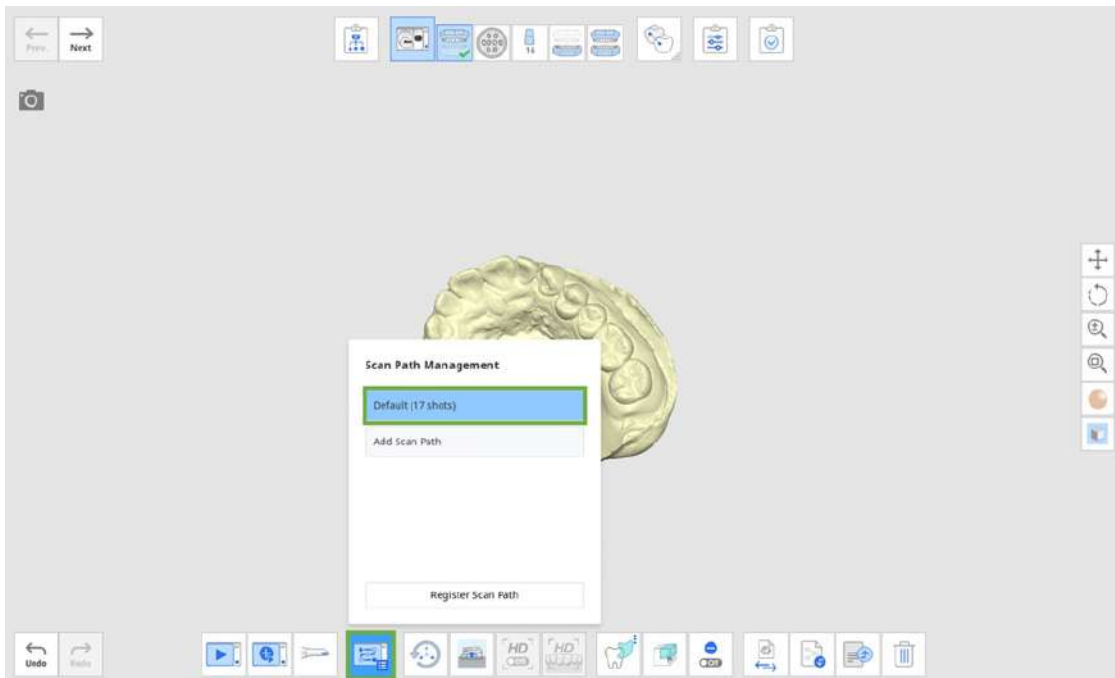 Prev.
Next
16
Scan Path Management
Default (17 shots)
Add Scan Path
Register Scan Path
Undo
Redo
HD
HD